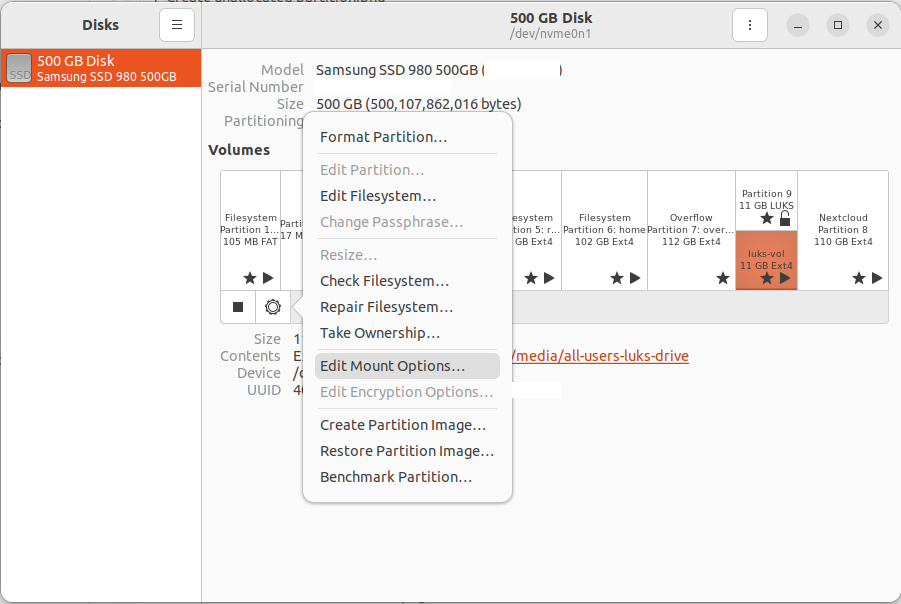 Disks
500 GB Disk
/dev/nvme0n1
SSD
500 GB Disk
Samsung SSD 980 500GB
Model
Samsung SSD 980 500GB ( )
Serial Number
Size
500 GB (500,107,862,016 bytes)
Partitioning
Volumes
Filesystem
Partition 1…
105 MB FAT
17 M
esystem
tion 5: r…
GB Ext4
Filesystem
Partition 6: home
102 GB Ext4
Overflow
Partition 7: over…
112 GB Ext4
Partition 9
11 GB LUKS
luks-vol
11 GB Ext4
Nextcloud
Partition 8
110 GB Ext4
Size
Contents
/media/all-users-luks-drive
Device
UUID
Format Partition…
Edit Partition…
Edit Filesystem…
Change Passphrase…
Resize…
Check Filesystem…
Repair Filesystem…
Take Ownership…
Edit Mount Options…
Edit Encryption Options…
Create Partition Image…
Restore Partition Image…
Benchmark Partition…